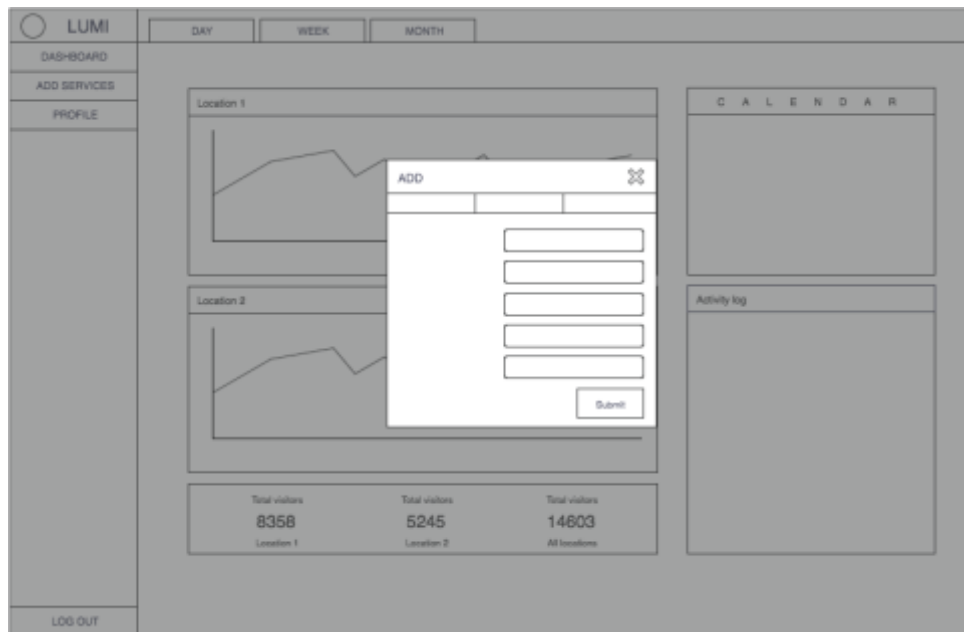 LUMI
DAY WEEK MONTH
DASHBOARD
ADD SERVICES
PROFILE
LOG OUT
Location 1
Location 2
Total visitors Total visitors Total visitors
8358 5245 14603
Location 1 Location 2 All locations
CALENDAR
Activity log
ADD
Submit